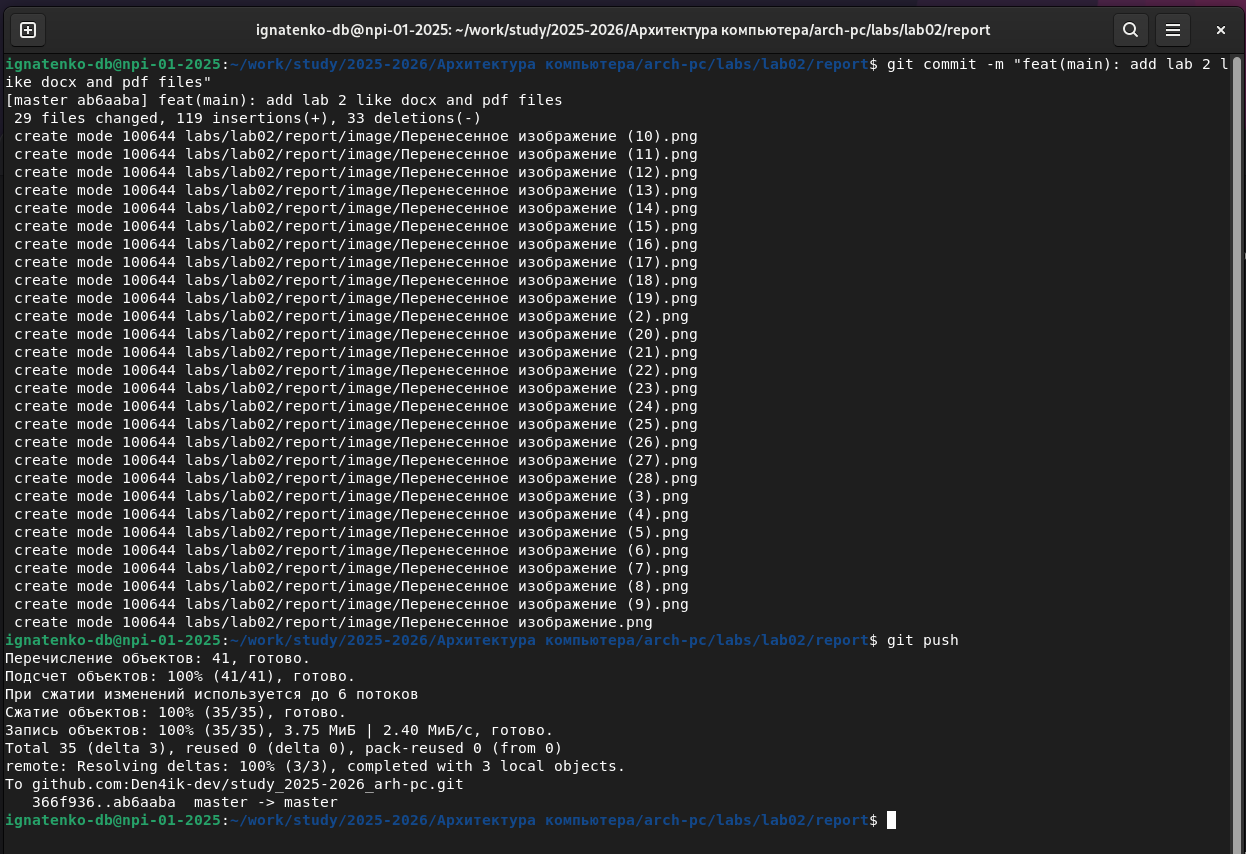 ignatenko-db@npi-01-2025: ~/work/study/2025-2026/Архитектура компьютера/arch-pc/labs/lab02/report
ignatenko-db@npi-01-2025:~/work/study/2025-2026/Архитектура компьютера/arch-pc/labs/lab02/report$ git commit -m "feat(main): add lab 2 l
ike docx and pdf files"
[master ab6aaba] feat(main): add lab 2 like docx and pdf files
 29 files changed, 119 insertions(+), 33 deletions(-)
 create mode 100644 labs/lab02/report/image/Перенесенное изображение (10).png
 create mode 100644 labs/lab02/report/image/Перенесенное изображение (11).png
 create mode 100644 labs/lab02/report/image/Перенесенное изображение (12).png
 create mode 100644 labs/lab02/report/image/Перенесенное изображение (13).png
 create mode 100644 labs/lab02/report/image/Перенесенное изображение (14).png
 create mode 100644 labs/lab02/report/image/Перенесенное изображение (15).png
 create mode 100644 labs/lab02/report/image/Перенесенное изображение (16).png
 create mode 100644 labs/lab02/report/image/Перенесенное изображение (17).png
 create mode 100644 labs/lab02/report/image/Перенесенное изображение (18).png
 create mode 100644 labs/lab02/report/image/Перенесенное изображение (19).png
 create mode 100644 labs/lab02/report/image/Перенесенное изображение (2).png
 create mode 100644 labs/lab02/report/image/Перенесенное изображение (20).png
 create mode 100644 labs/lab02/report/image/Перенесенное изображение (21).png
 create mode 100644 labs/lab02/report/image/Перенесенное изображение (22).png
 create mode 100644 labs/lab02/report/image/Перенесенное изображение (23).png
 create mode 100644 labs/lab02/report/image/Перенесенное изображение (24).png
 create mode 100644 labs/lab02/report/image/Перенесенное изображение (25).png
 create mode 100644 labs/lab02/report/image/Перенесенное изображение (26).png
 create mode 100644 labs/lab02/report/image/Перенесенное изображение (27).png
 create mode 100644 labs/lab02/report/image/Перенесенное изображение (28).png
 create mode 100644 labs/lab02/report/image/Перенесенное изображение (3).png
 create mode 100644 labs/lab02/report/image/Перенесенное изображение (4).png
 create mode 100644 labs/lab02/report/image/Перенесенное изображение (5).png
 create mode 100644 labs/lab02/report/image/Перенесенное изображение (6).png
 create mode 100644 labs/lab02/report/image/Перенесенное изображение (7).png
 create mode 100644 labs/lab02/report/image/Перенесенное изображение (8).png
 create mode 100644 labs/lab02/report/image/Перенесенное изображение (9).png
 create mode 100644 labs/lab02/report/image/Перенесенное изображение.png
ignatenko-db@npi-01-2025:~/work/study/2025-2026/Архитектура компьютера/arch-pc/labs/lab02/report$ git push
Перечисление объектов: 41, готово.
Подсчет объектов: 100% (41/41), готово.
При сжатии изменений используется до 6 потоков
Сжатие объектов: 100% (35/35), готово.
Запись объектов: 100% (35/35), 3.75 МиБ | 2.40 МиБ/с, готово.
Total 35 (delta 3), reused 0 (delta 0), pack-reused 0 (from 0)
remote: Resolving deltas: 100% (3/3), completed with 3 local objects.
To github.com:Den4ik-dev/study_2025-2026_arh-pc.git
   366f936..ab6aaba  master -> master
ignatenko-db@npi-01-2025:~/work/study/2025-2026/Архитектура компьютера/arch-pc/labs/lab02/report$